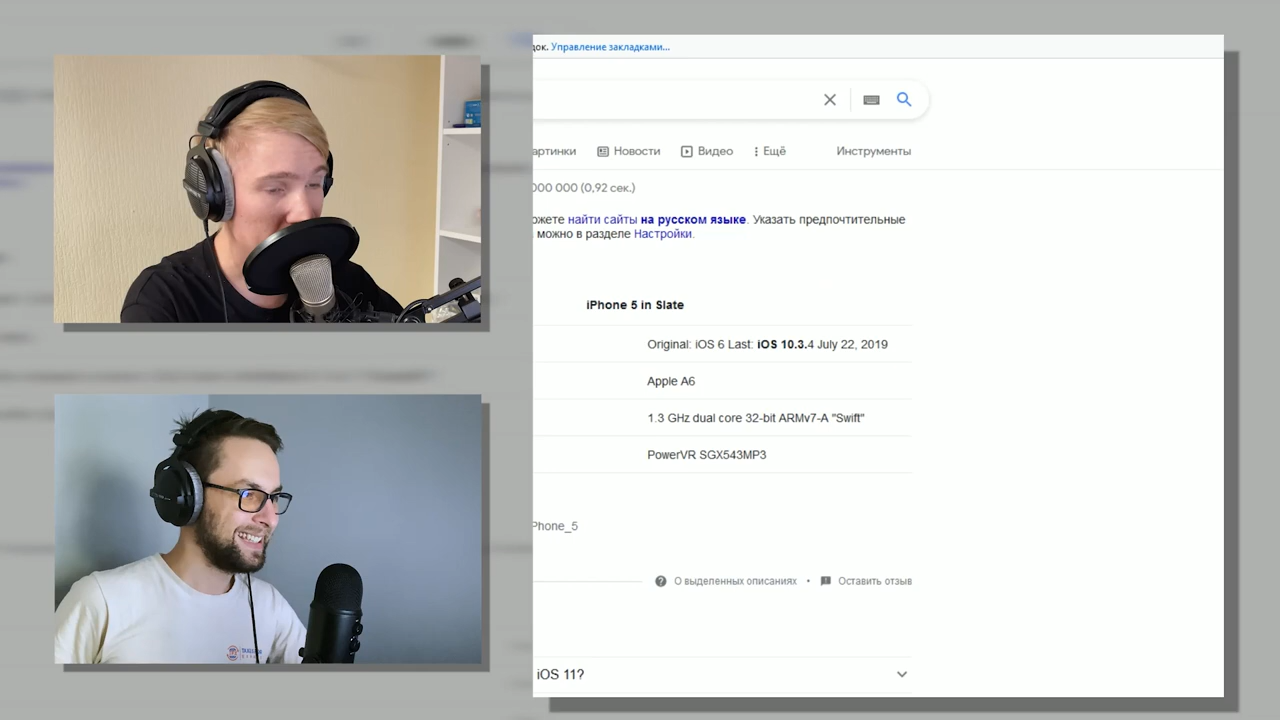 док. Управление закладками...
артинки
Новости
Видео
Ещё
Инструменты
000 000 (0,92 сек.)
ожете найти сайты на русском языке. Указать предпочтительные
можно в разделе Настройки.
iPhone 5 in Slate
Original: iOS 6 Last: iOS 10.3.4 July 22, 2019
Apple A6
1.3 GHz dual core 32-bit ARMv7-A "Swift"
PowerVR SGX543MP3
Phone_5
О выделенных описаниях • Оставить отзыв
iOS 11?